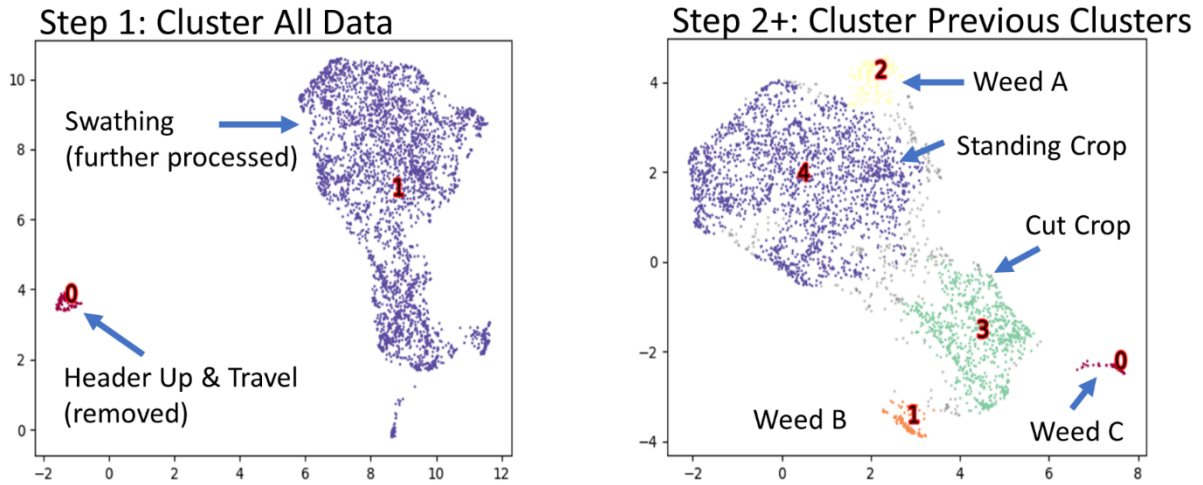 Step 1: Cluster All Data
10
8
6
4
2
0
−2
0
2
4
6
8
10
12
Swathing
(further processed)
1
0
Header Up & Travel
(removed)
Step 2+: Cluster Previous Clusters
4
2
0
−2
−4
−2
0
2
4
6
8
2
Weed A
Standing Crop
4
Cut Crop
3
0
Weed B
1
Weed C